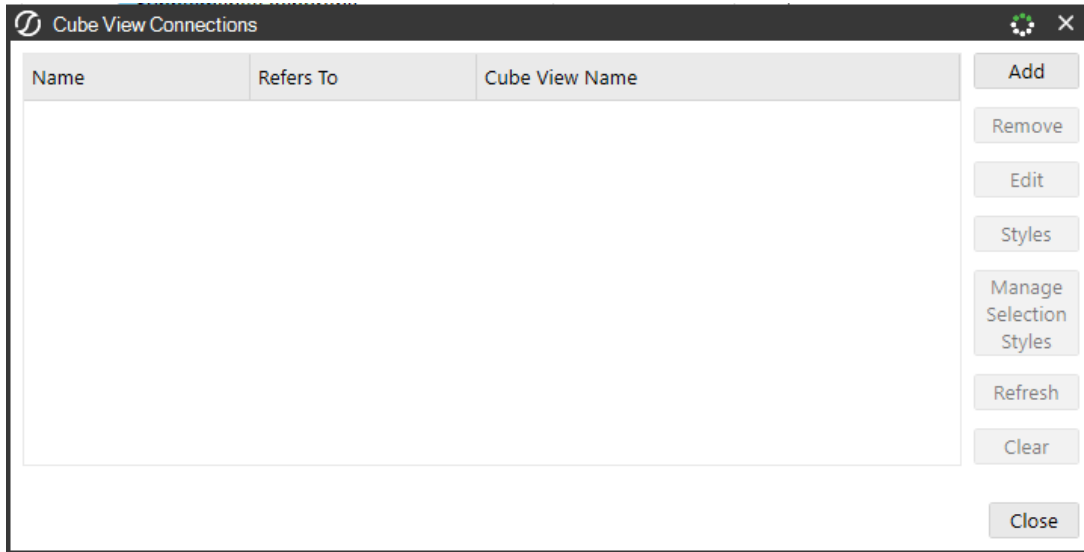 Cube View Connections
Name Refers To Cube View Name
Add
Remove
Edit
Styles
Manage
Selection
Styles
Refresh
Clear
Close